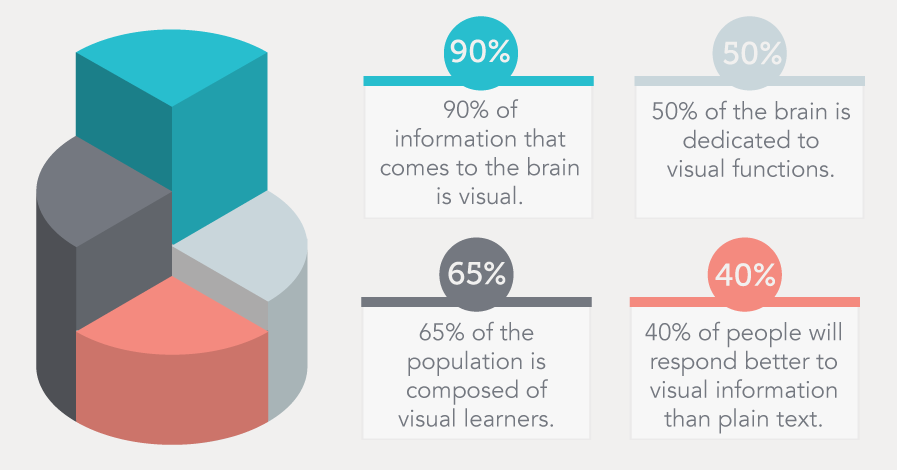 90%
90% of
information that
comes to the brain
is visual.
50%
50% of the brain is
dedicated to
visual functions.
65%
65% of the
population is
composed of
visual learners.
40%
40% of people will
respond better to
visual information
than plain text.